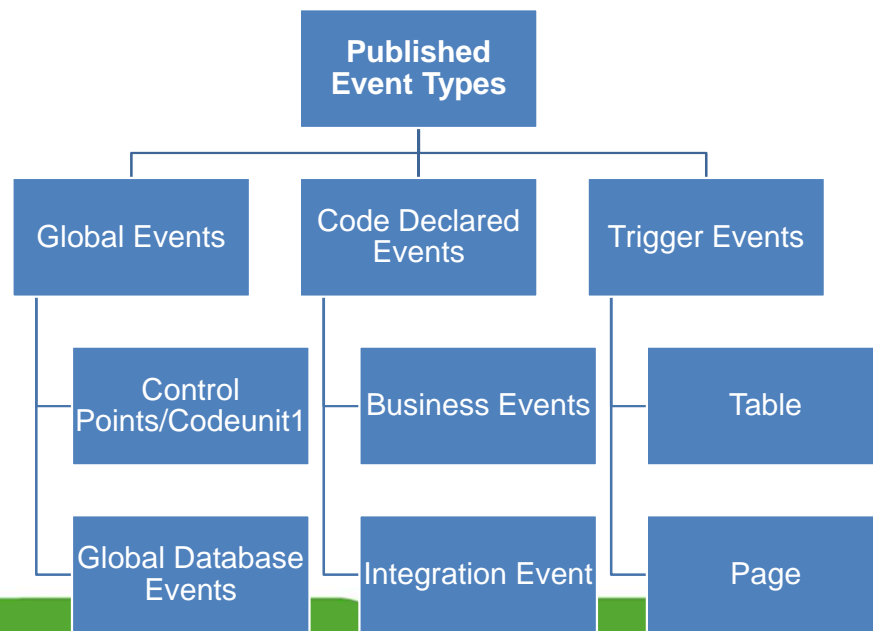 Published
Event Types
Global Events
Code Declared
Events
Trigger Events
Control
Points/Codeunit1
Business Events
Table
Global Database
Events
Integration Event
Page